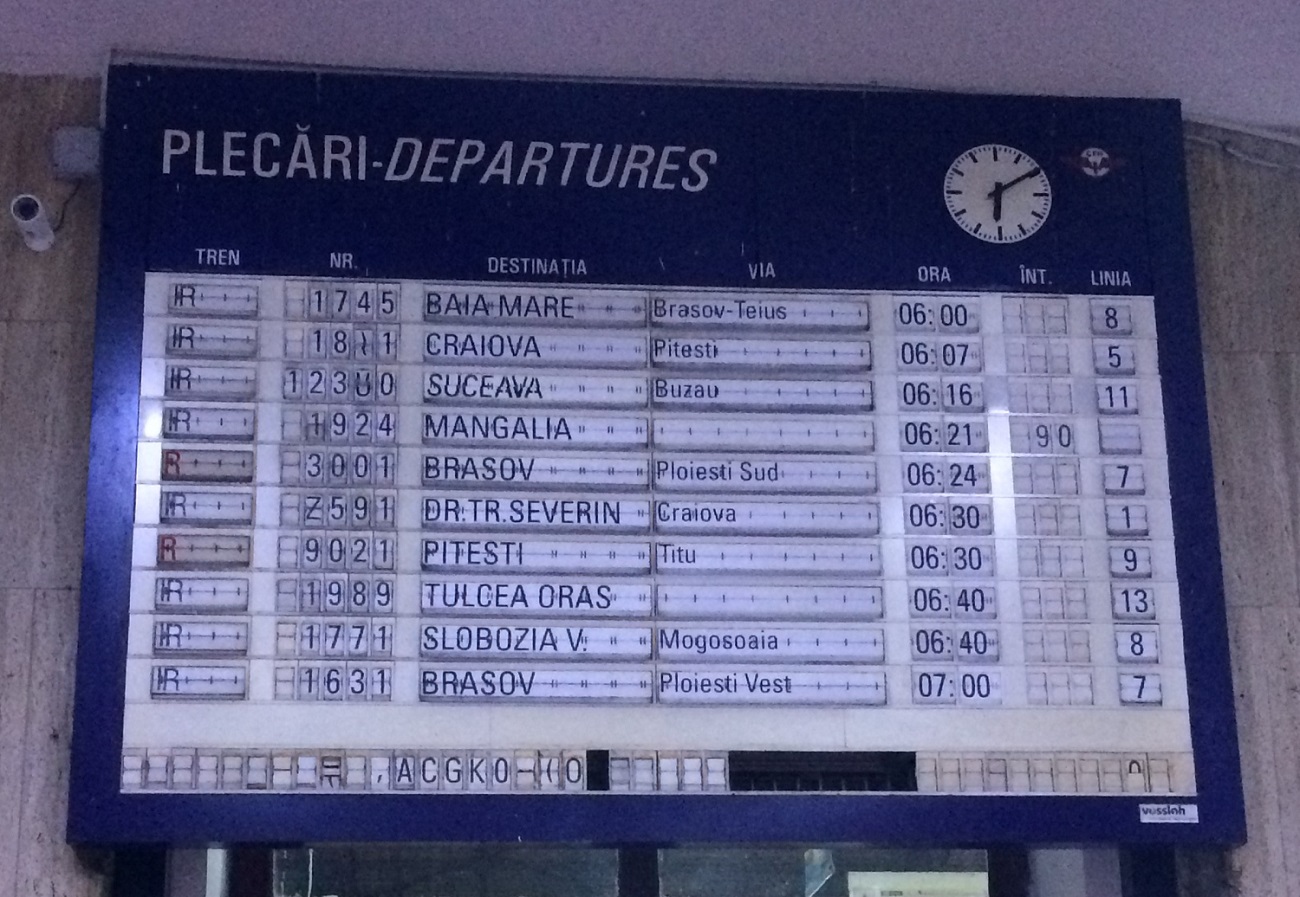 PLECĂRI-DEPARTURES
TREN NR. DESTINAŢIA VIA ORA ÎNT. LINIA
IR 1745 BAIA MARE Brasov-Teius 06:00 8
IR CRAIOVA Pitesti 06:07 5
IR SUCEAVA Buzau 06:16 11
IR 1924 MANGALIA 06:21 90
R 3001 BRASOV Ploiesti Sud 06:24 7
IR 2591 DR.TR.SEVERIN Craiova 06:30 1
R 9021 PITESTI Titu 06:30 9
IR 1989 TULCEA ORAS 06:40 13
IR 1771 SLOBOZIA V. Mogosoaia 06:40 8
IR 1631 BRASOV Ploiesti Vest 07:00 7
,ACGKO-(O
vossloh